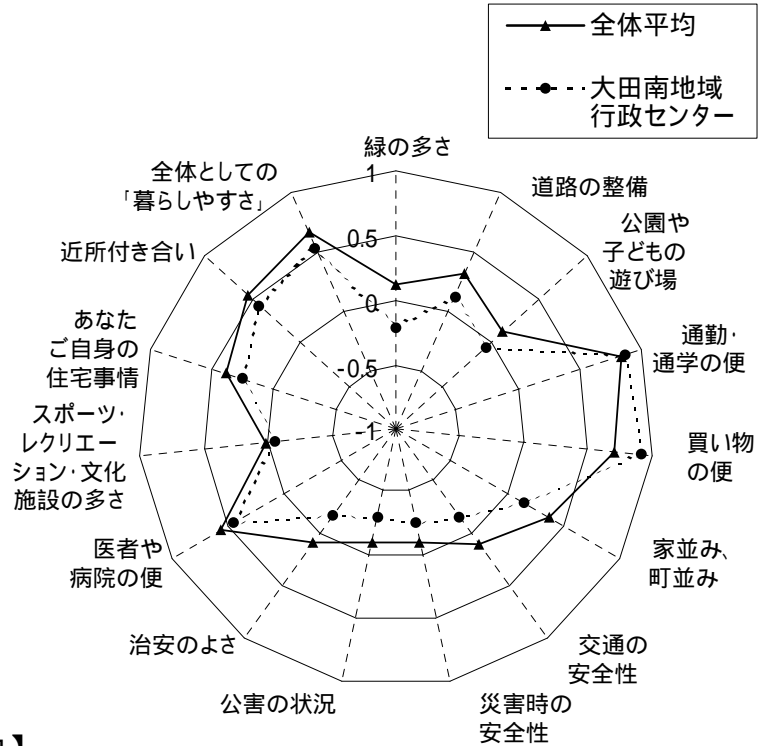 全体平均
大田南地域
行政センター
緑の多さ
道路の整備
公園や
子どもの
遊び場
通勤・
通学の便
買い物
の便
家並み、
町並み
交通の
安全性
災害時の
安全性
公害の状況
治安のよさ
医者や
病院の便
スポーツ・
レクリエー
ション・文化
施設の多さ
あなた
ご自身の
住宅事情
近所付き合い
全体としての
「暮らしやすさ」
1
0.5
0
-0.5
-1